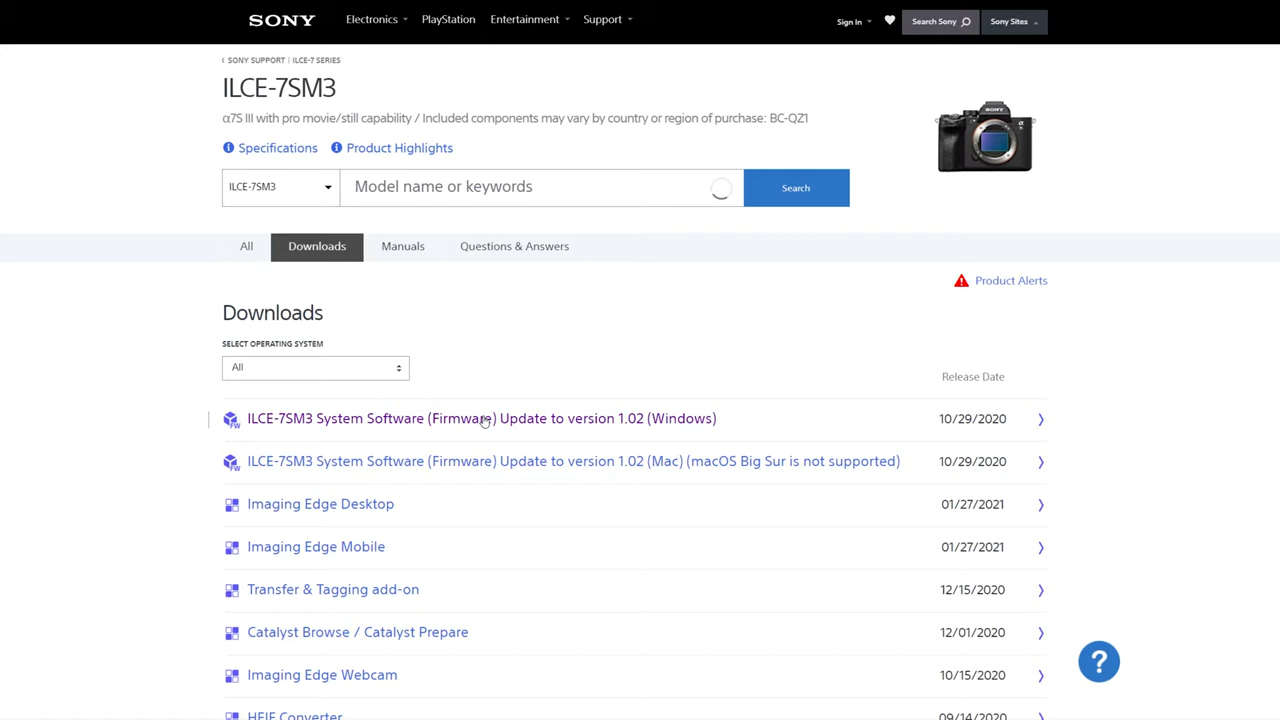 SONY
Electronics PlayStation Entertainment Support
Sign In Search Sony Sony Sites
SONY SUPPORT | ILCE-7 SERIES
ILCE-7SM3
α7S III with pro movie/still capability / Included components may vary by country or region of purchase: BC-QZ1
Specifications Product Highlights
ILCE-7SM3 Model name or keywords Search
All Downloads Manuals Questions & Answers
Product Alerts
Downloads
SELECT OPERATING SYSTEM
All
Release Date
ILCE-7SM3 System Software (Firmware) Update to version 1.02 (Windows) 10/29/2020
ILCE-7SM3 System Software (Firmware) Update to version 1.02 (Mac) (macOS Big Sur is not supported) 10/29/2020
Imaging Edge Desktop 01/27/2021
Imaging Edge Mobile 01/27/2021
Transfer & Tagging add-on 12/15/2020
Catalyst Browse / Catalyst Prepare 12/01/2020
Imaging Edge Webcam 10/15/2020
HEIF Converter 09/14/2020